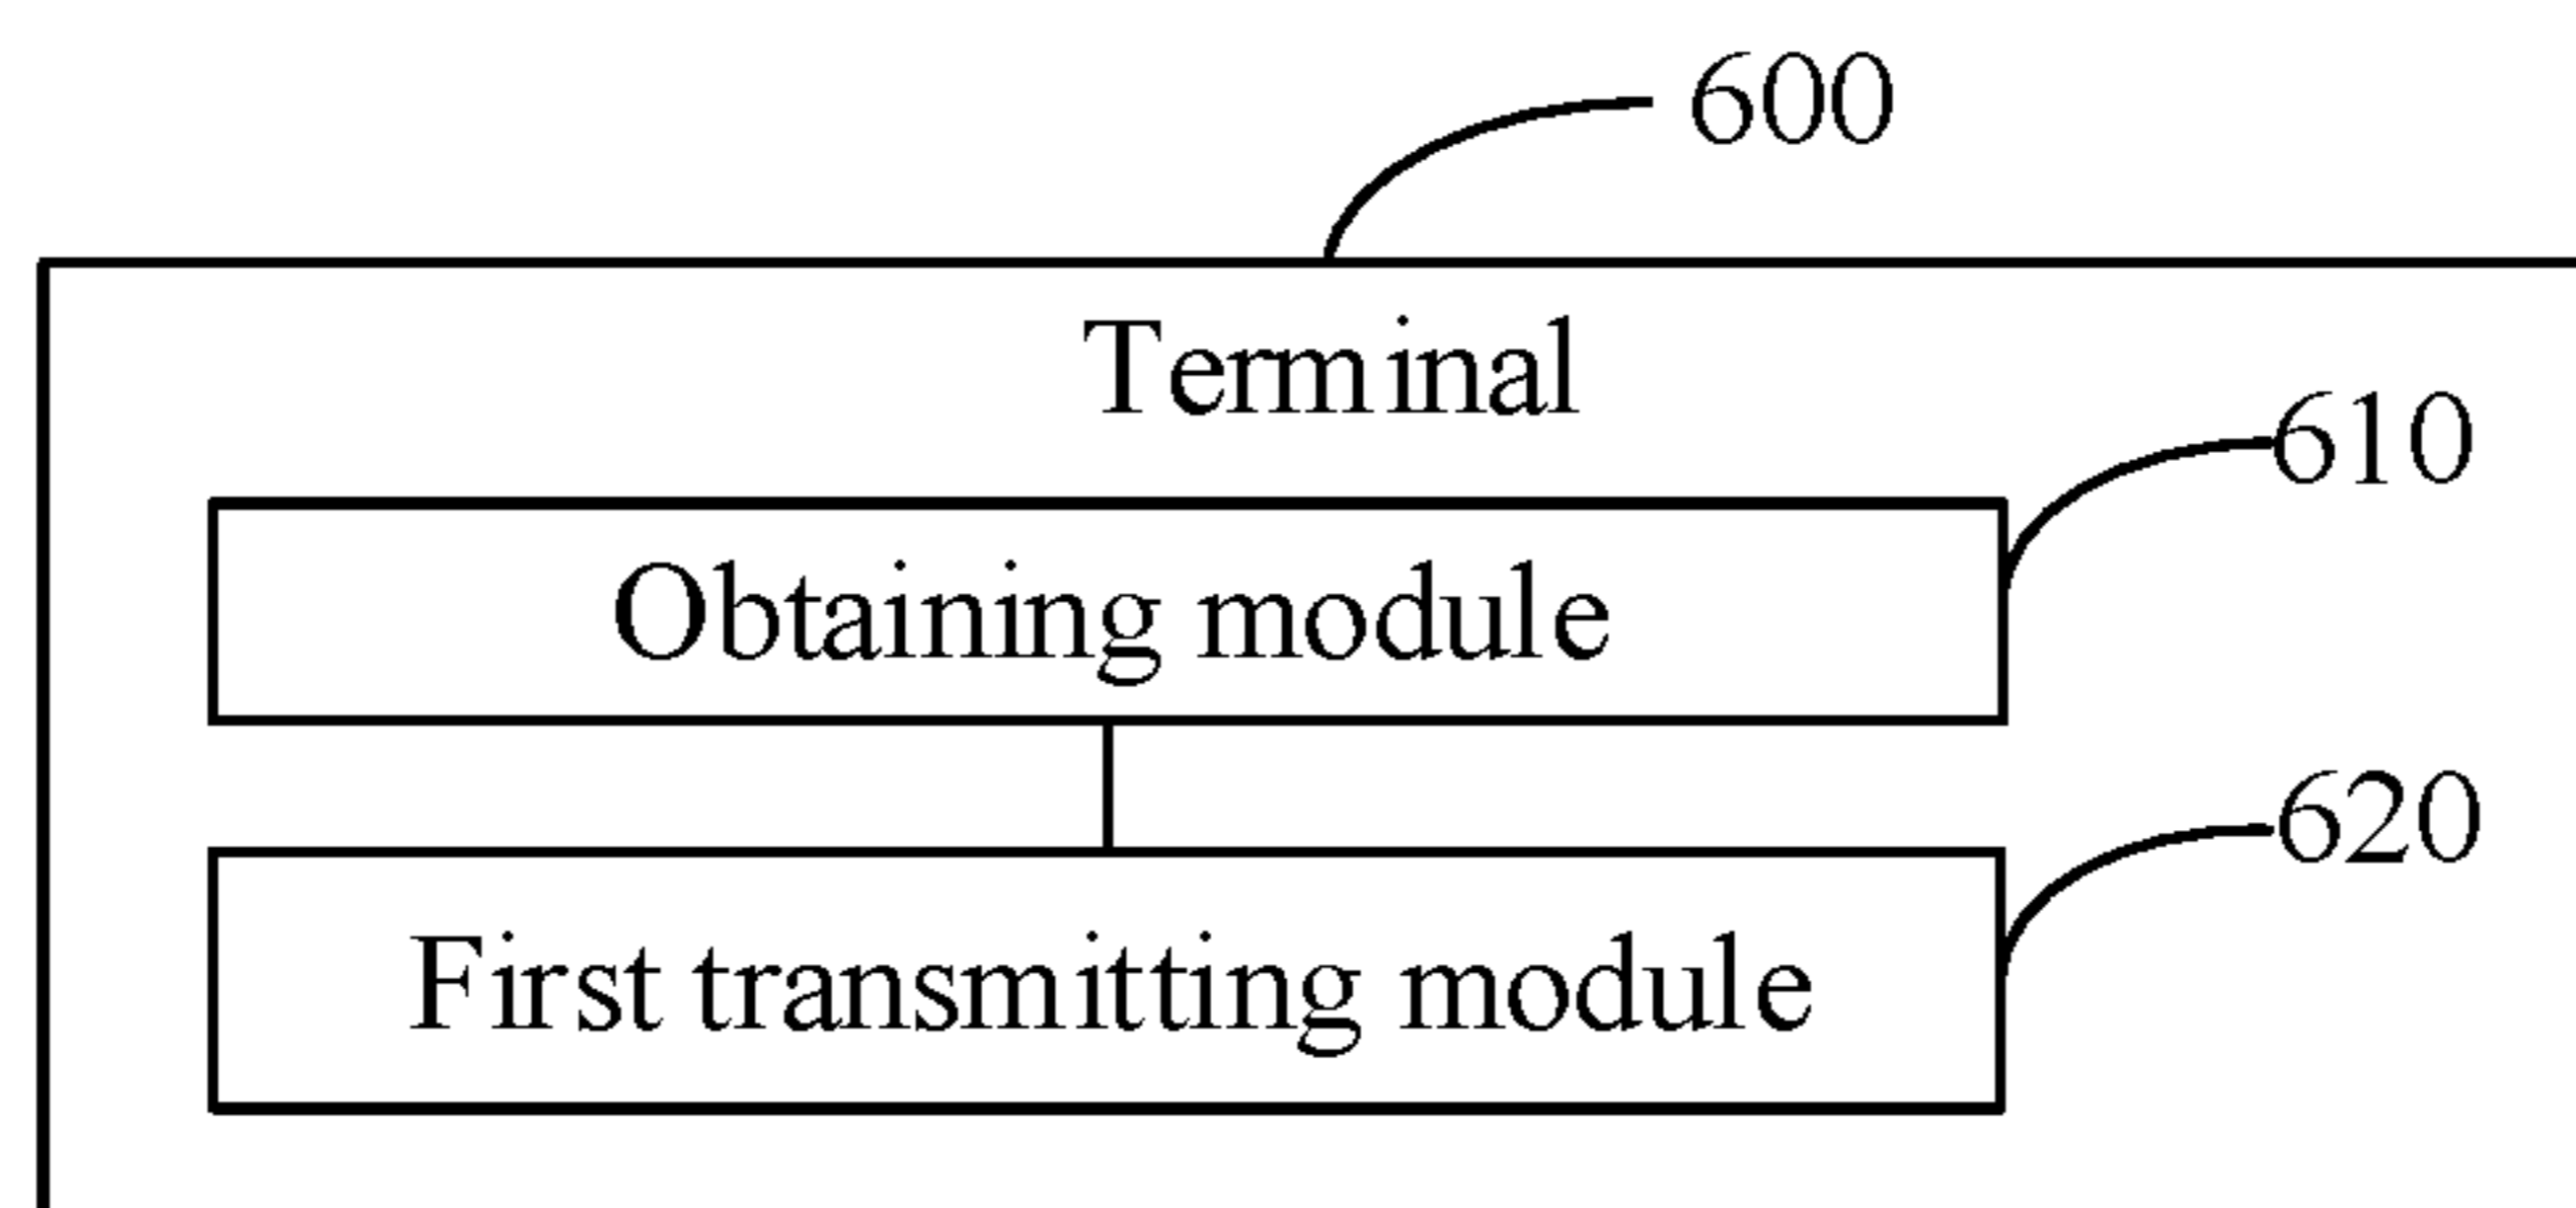 600
Terminal
610
Obtaining module
620
First transmitting module